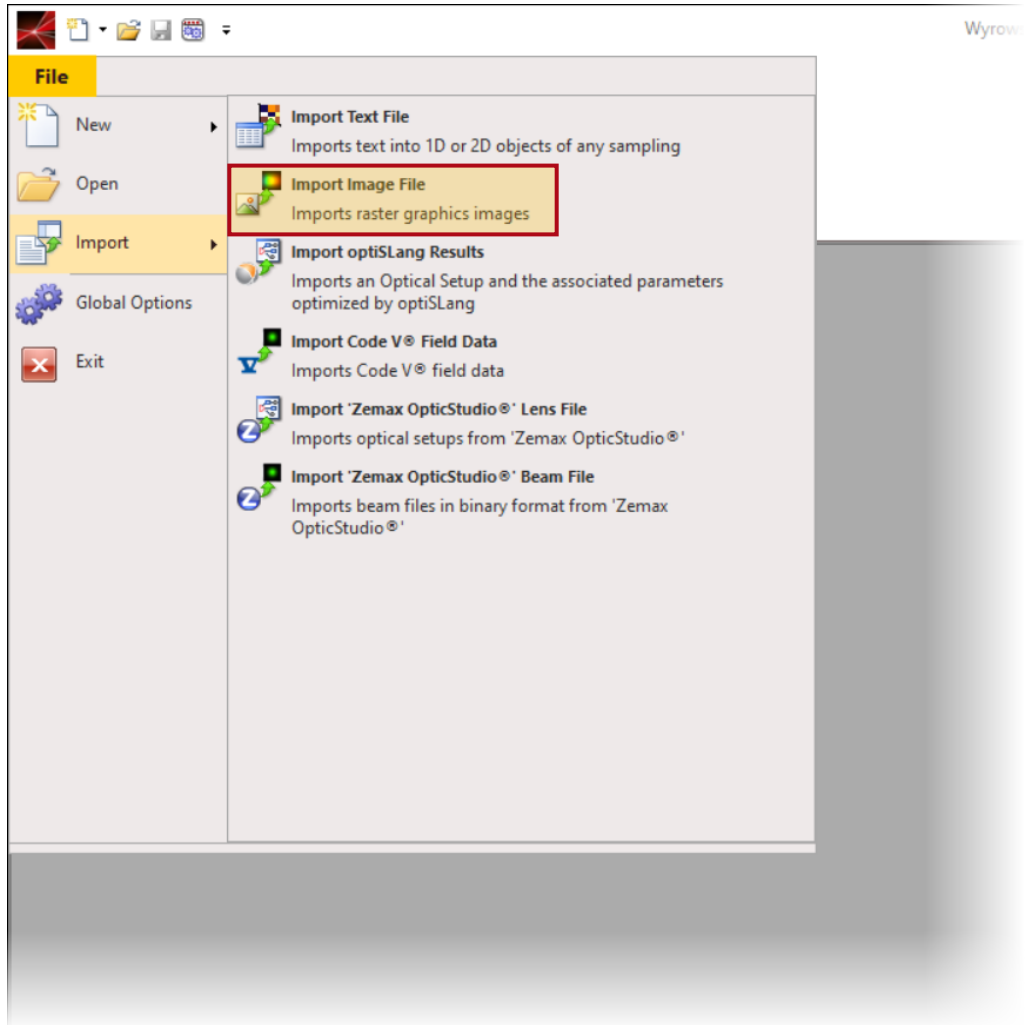 Wyrow
File
New
Open
Import
Global Options
Exit
Import Text File
Imports text into 1D or 2D objects of any sampling
Import Image File
Imports raster graphics images
Import optiSLang Results
Imports an Optical Setup and the associated parameters
optimized by optiSLang
Import Code V® Field Data
Imports Code V® field data
Import 'Zemax OpticStudio®' Lens File
Imports optical setups from 'Zemax OpticStudio®'
Import 'Zemax OpticStudio®' Beam File
Imports beam files in binary format from 'Zemax
OpticStudio®'